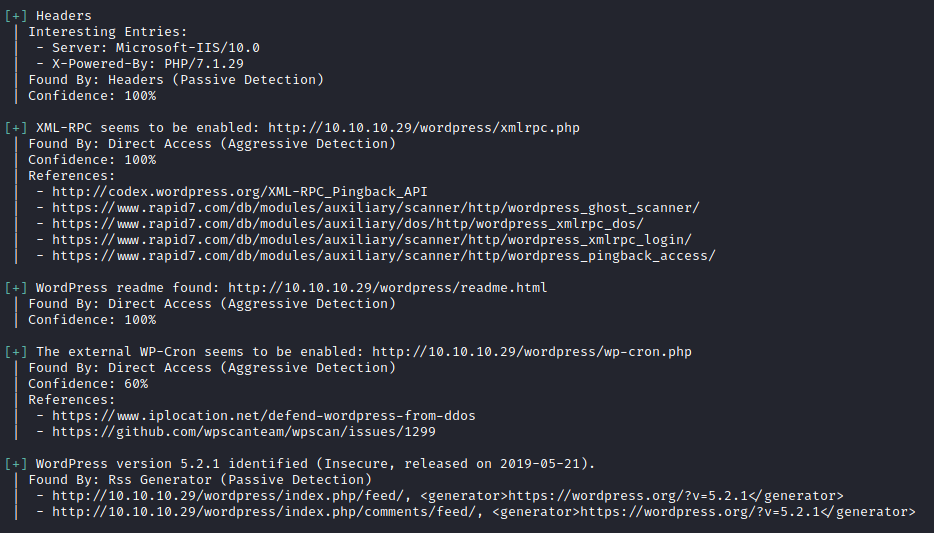 [+] Headers
| Interesting Entries:
|  - Server: Microsoft-IIS/10.0
|  - X-Powered-By: PHP/7.1.29
| Found By: Headers (Passive Detection)
| Confidence: 100%
[+] XML-RPC seems to be enabled: http://10.10.10.29/wordpress/xmlrpc.php
| Found By: Direct Access (Aggressive Detection)
| Confidence: 100%
| References:
|  - http://codex.wordpress.org/XML-RPC_Pingback_API
|  - https://www.rapid7.com/db/modules/auxiliary/scanner/http/wordpress_ghost_scanner/
|  - https://www.rapid7.com/db/modules/auxiliary/dos/http/wordpress_xmlrpc_dos/
|  - https://www.rapid7.com/db/modules/auxiliary/scanner/http/wordpress_xmlrpc_login/
|  - https://www.rapid7.com/db/modules/auxiliary/scanner/http/wordpress_pingback_access/
[+] WordPress readme found: http://10.10.10.29/wordpress/readme.html
| Found By: Direct Access (Aggressive Detection)
| Confidence: 100%
[+] The external WP-Cron seems to be enabled: http://10.10.10.29/wordpress/wp-cron.php
| Found By: Direct Access (Aggressive Detection)
| Confidence: 60%
| References:
|  - https://www.iplocation.net/defend-wordpress-from-ddos
|  - https://github.com/wpscanteam/wpscan/issues/1299
[+] WordPress version 5.2.1 identified (Insecure, released on 2019-05-21).
| Found By: Rss Generator (Passive Detection)
|  - http://10.10.10.29/wordpress/index.php/feed/, <generator>https://wordpress.org/?v=5.2.1</generator>
|  - http://10.10.10.29/wordpress/index.php/comments/feed/, <generator>https://wordpress.org/?v=5.2.1</generator>